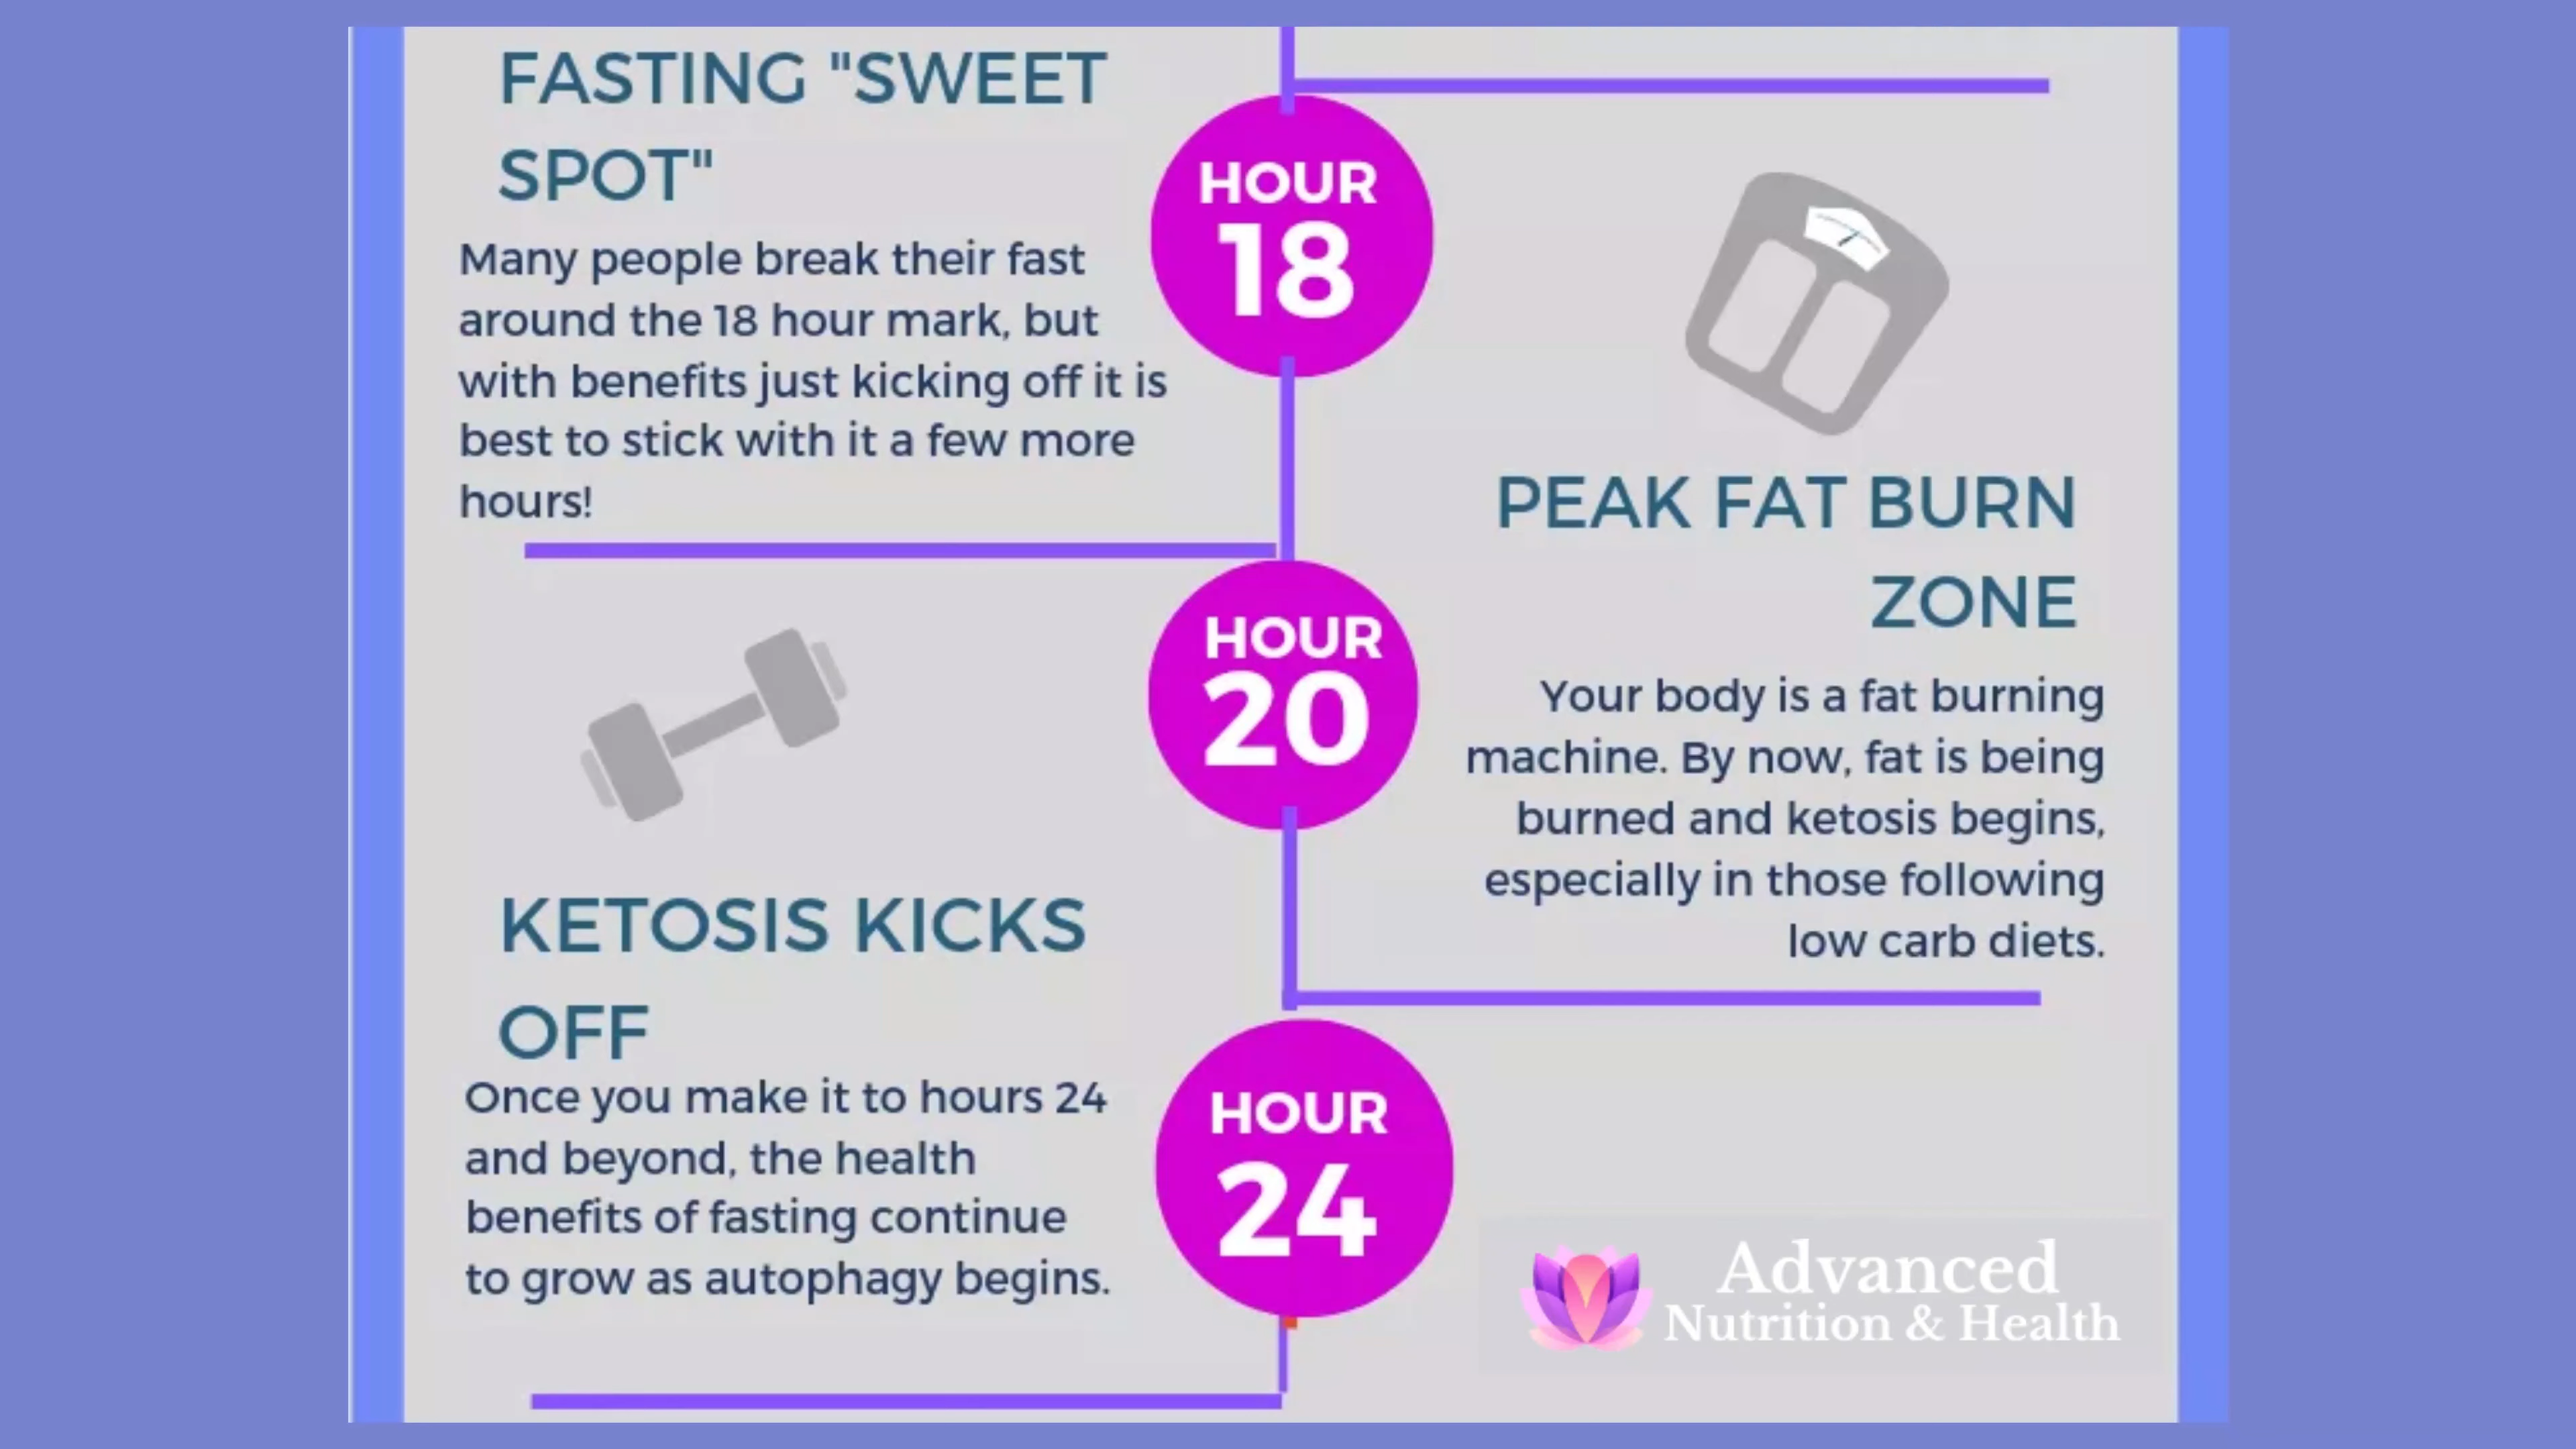 FASTING "SWEET
SPOT"
Many people break their fast
around the 18 hour mark, but
with benefits just kicking off it is
best to stick with it a few more
hours!
HOUR
18
PEAK FAT BURN
ZONE
Your body is a fat burning
machine. By now, fat is being
burned and ketosis begins,
especially in those following
low carb diets.
HOUR
20
KETOSIS KICKS
OFF
Once you make it to hours 24
and beyond, the health
benefits of fasting continue
to grow as autophagy begins.
HOUR
24
Advanced
Nutrition & Health